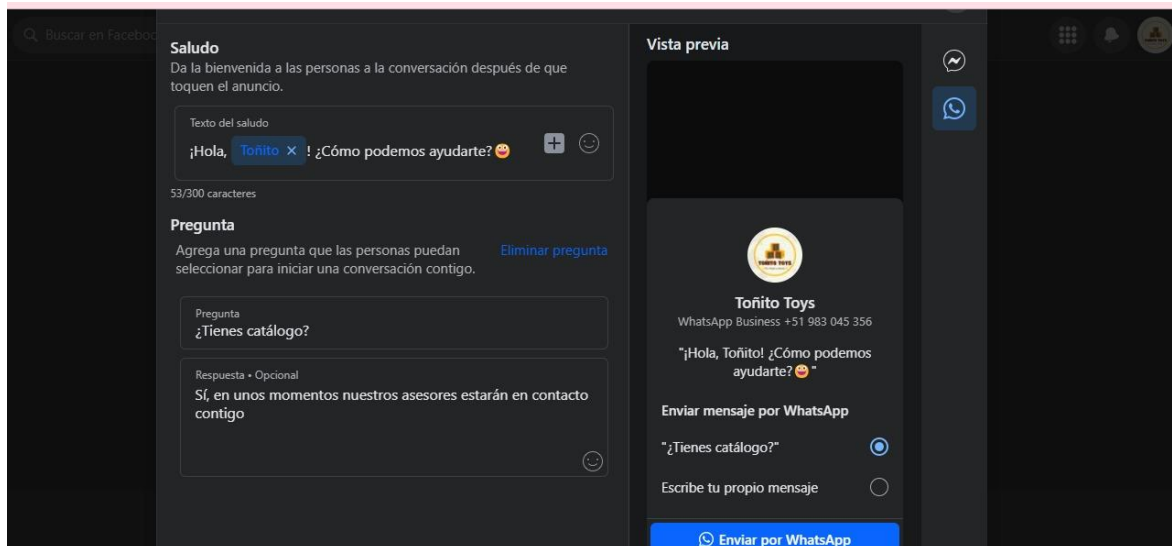 Buscar en Faceboo
Saludo
Da la bienvenida a las personas a la conversación después de que
toquen el anuncio.
Texto del saludo
¡Hola, Toñito × ! ¿Cómo podemos ayudarte?😀
53/300 caracteres
Pregunta
Agrega una pregunta que las personas puedan
seleccionar para iniciar una conversación contigo.
Eliminar pregunta
Pregunta
¿Tienes catálogo?
Respuesta • Opcional
Sí, en unos momentos nuestros asesores estarán en contacto
contigo
Vista previa
TOÑITO TOYS
Toñito Toys
WhatsApp Business +51 983 045 356
"¡Hola, Toñito! ¿Cómo podemos
ayudarte?😀 "
Enviar mensaje por WhatsApp
"¿Tienes catálogo?"
Escribe tu propio mensaje
Enviar por WhatsApp